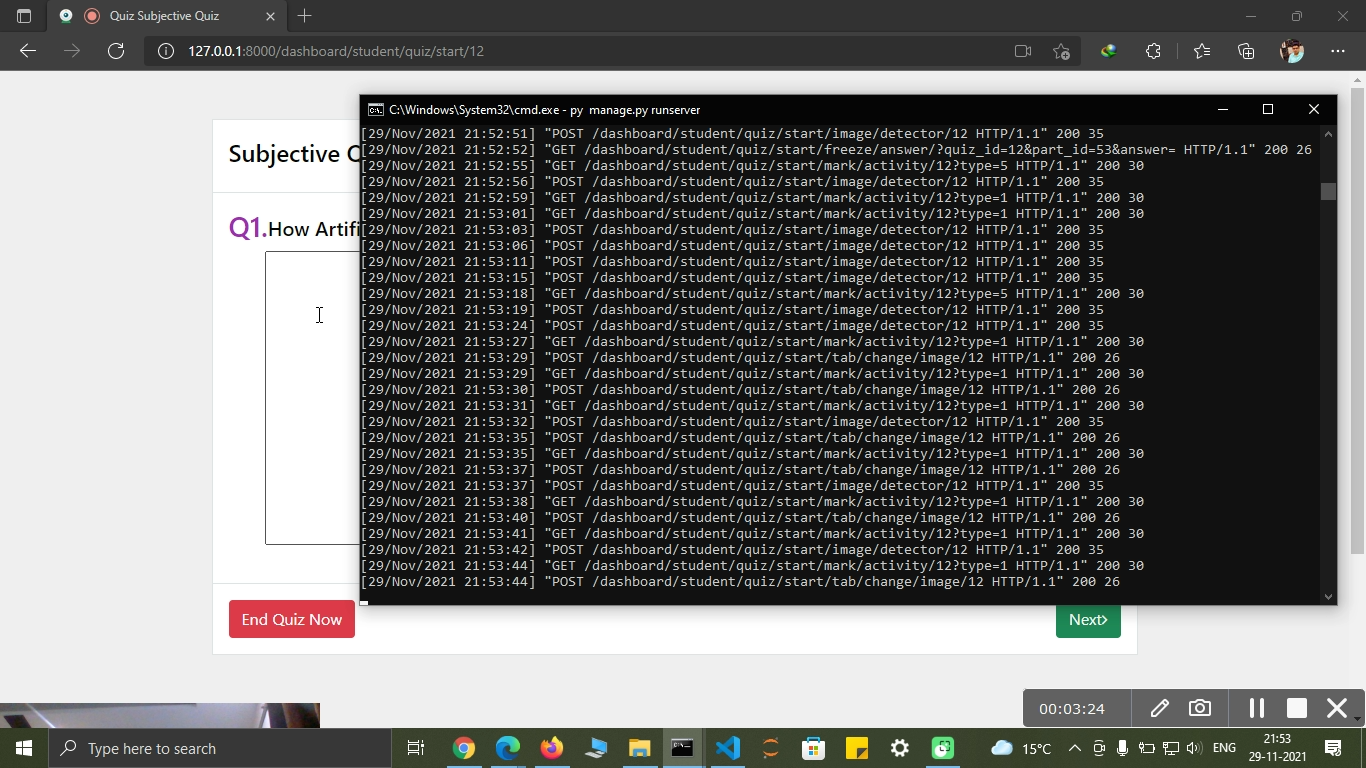 Quiz Subjective Quiz
127.0.0.1:8000/dashboard/student/quiz/start/12
C:\Windows\System32\cmd.exe - py  manage.py runserver
[29/Nov/2021 21:52:51] "POST /dashboard/student/quiz/start/image/detector/12 HTTP/1.1" 200 35
[29/Nov/2021 21:52:52] "GET /dashboard/student/quiz/start/freeze/answer/?quiz_id=12&part_id=53&answer= HTTP/1.1" 200 26
[29/Nov/2021 21:52:55] "GET /dashboard/student/quiz/start/mark/activity/12?type=5 HTTP/1.1" 200 30
[29/Nov/2021 21:52:56] "POST /dashboard/student/quiz/start/image/detector/12 HTTP/1.1" 200 35
[29/Nov/2021 21:52:59] "GET /dashboard/student/quiz/start/mark/activity/12?type=1 HTTP/1.1" 200 30
[29/Nov/2021 21:53:01] "GET /dashboard/student/quiz/start/mark/activity/12?type=1 HTTP/1.1" 200 30
[29/Nov/2021 21:53:03] "POST /dashboard/student/quiz/start/image/detector/12 HTTP/1.1" 200 35
[29/Nov/2021 21:53:06] "POST /dashboard/student/quiz/start/image/detector/12 HTTP/1.1" 200 35
[29/Nov/2021 21:53:11] "POST /dashboard/student/quiz/start/image/detector/12 HTTP/1.1" 200 35
[29/Nov/2021 21:53:15] "POST /dashboard/student/quiz/start/image/detector/12 HTTP/1.1" 200 35
[29/Nov/2021 21:53:18] "GET /dashboard/student/quiz/start/mark/activity/12?type=5 HTTP/1.1" 200 30
[29/Nov/2021 21:53:19] "POST /dashboard/student/quiz/start/image/detector/12 HTTP/1.1" 200 35
[29/Nov/2021 21:53:24] "POST /dashboard/student/quiz/start/image/detector/12 HTTP/1.1" 200 35
[29/Nov/2021 21:53:27] "GET /dashboard/student/quiz/start/mark/activity/12?type=1 HTTP/1.1" 200 30
[29/Nov/2021 21:53:29] "POST /dashboard/student/quiz/start/tab/change/image/12 HTTP/1.1" 200 26
[29/Nov/2021 21:53:29] "GET /dashboard/student/quiz/start/mark/activity/12?type=1 HTTP/1.1" 200 30
[29/Nov/2021 21:53:30] "POST /dashboard/student/quiz/start/tab/change/image/12 HTTP/1.1" 200 26
[29/Nov/2021 21:53:31] "GET /dashboard/student/quiz/start/mark/activity/12?type=1 HTTP/1.1" 200 30
[29/Nov/2021 21:53:32] "POST /dashboard/student/quiz/start/image/detector/12 HTTP/1.1" 200 35
[29/Nov/2021 21:53:35] "POST /dashboard/student/quiz/start/tab/change/image/12 HTTP/1.1" 200 26
[29/Nov/2021 21:53:35] "GET /dashboard/student/quiz/start/mark/activity/12?type=1 HTTP/1.1" 200 30
[29/Nov/2021 21:53:37] "POST /dashboard/student/quiz/start/tab/change/image/12 HTTP/1.1" 200 26
[29/Nov/2021 21:53:37] "POST /dashboard/student/quiz/start/image/detector/12 HTTP/1.1" 200 35
[29/Nov/2021 21:53:38] "GET /dashboard/student/quiz/start/mark/activity/12?type=1 HTTP/1.1" 200 30
[29/Nov/2021 21:53:40] "POST /dashboard/student/quiz/start/tab/change/image/12 HTTP/1.1" 200 26
[29/Nov/2021 21:53:41] "GET /dashboard/student/quiz/start/mark/activity/12?type=1 HTTP/1.1" 200 30
[29/Nov/2021 21:53:42] "POST /dashboard/student/quiz/start/image/detector/12 HTTP/1.1" 200 35
[29/Nov/2021 21:53:44] "GET /dashboard/student/quiz/start/mark/activity/12?type=1 HTTP/1.1" 200 30
[29/Nov/2021 21:53:44] "POST /dashboard/student/quiz/start/tab/change/image/12 HTTP/1.1" 200 26
Subjective
Q1.How Artifi
End Quiz Now
Next>
00:03:24
Type here to search
15°C
ENG
21:53
29-11-2021